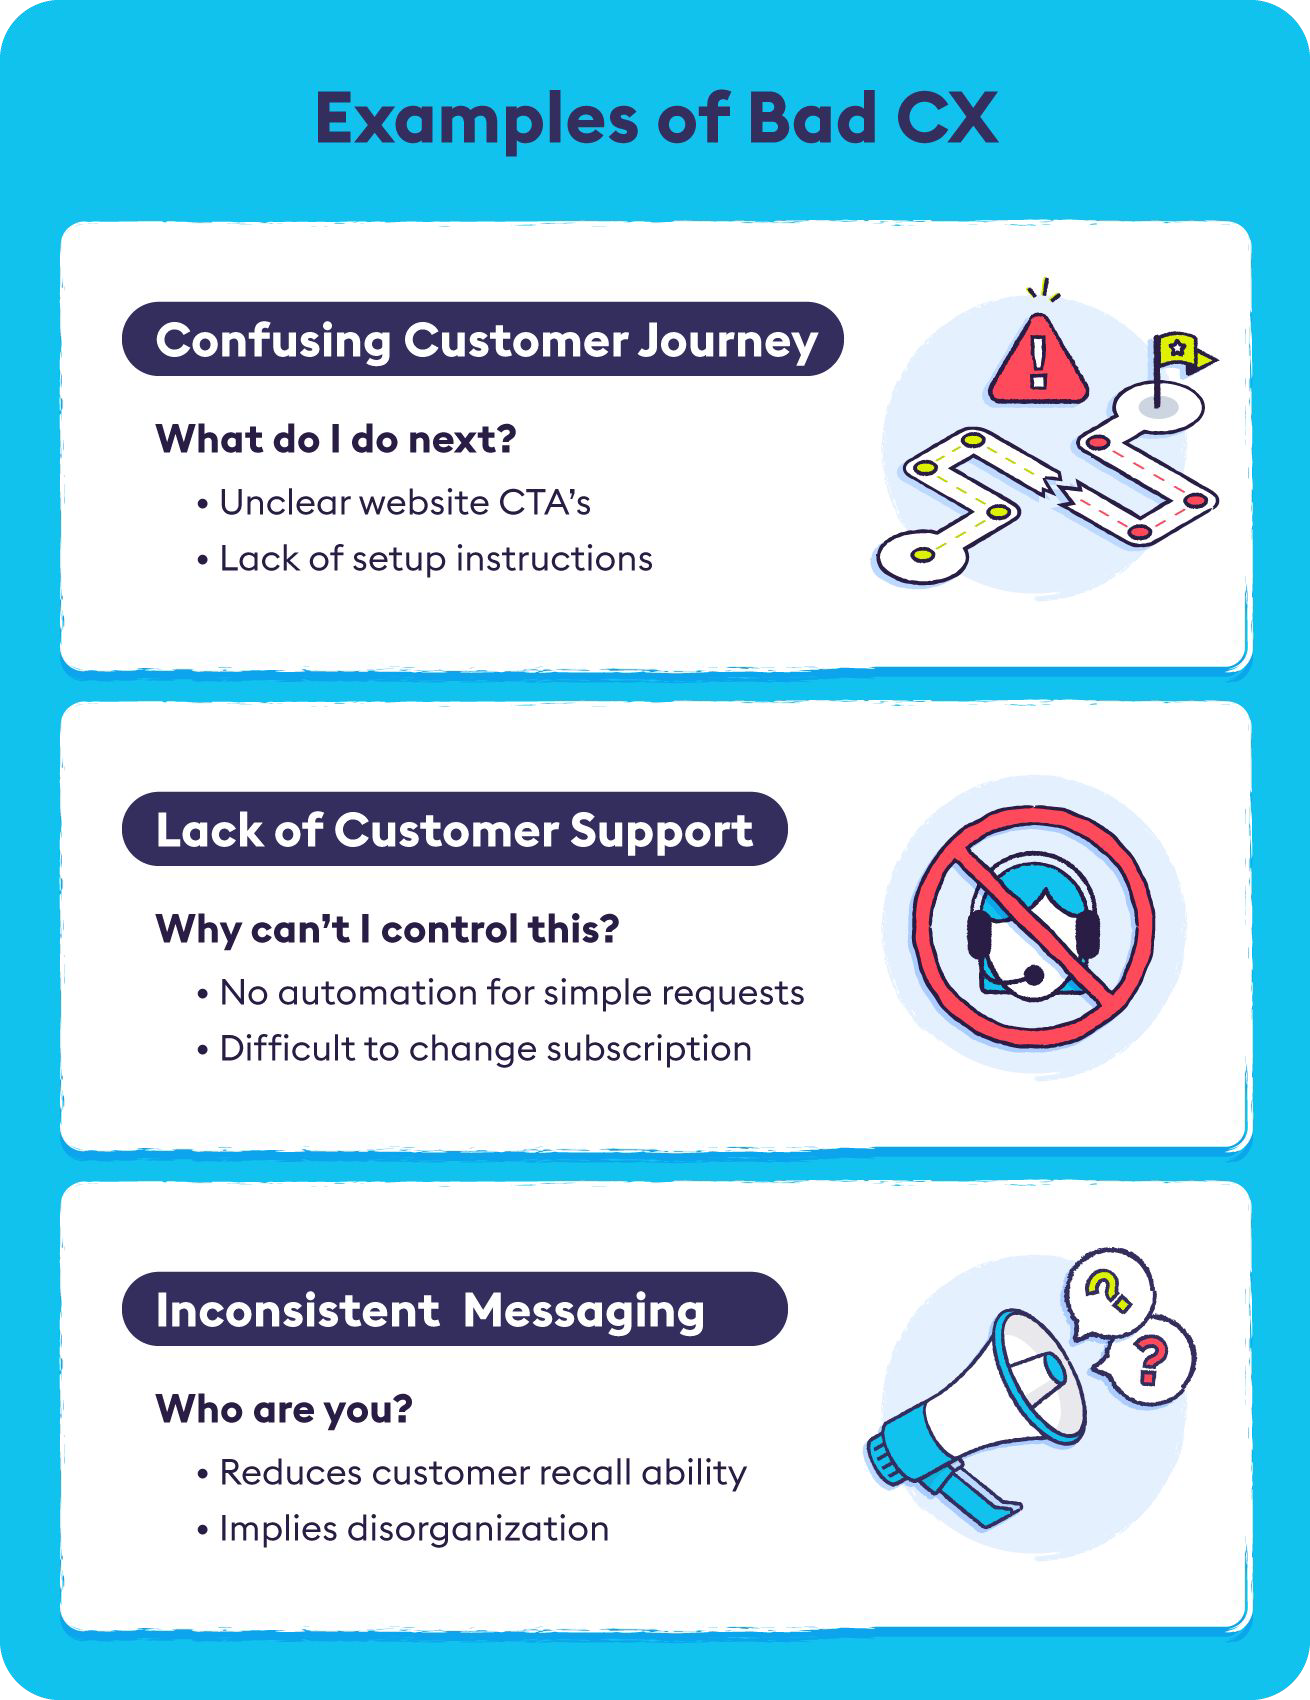 Examples of Bad CX
Confusing Customer Journey
What do I do next?
• Unclear website CTA’s
• Lack of setup instructions
Lack of Customer Support
Why can’t I control this?
• No automation for simple requests
• Difficult to change subscription
Inconsistent  Messaging
Who are you?
• Reduces customer recall ability
• Implies disorganization